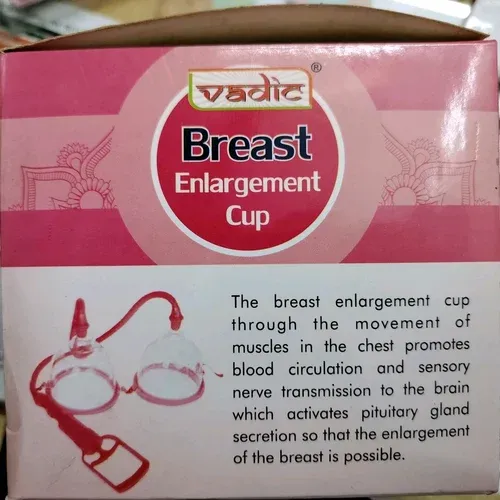 vadic ®
Breast
Enlargement
Cup
The breast enlargement cup
through the movement of
muscles in the chest promotes
blood circulation and sensory
nerve transmission to the brain
which activates pituitary gland
secretion so that the enlargement
of the breast is possible.